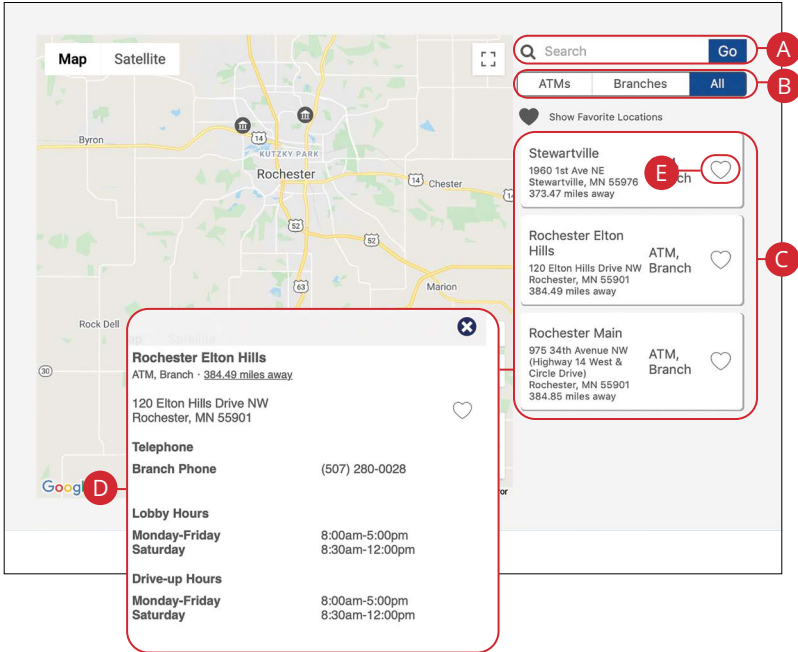 Map
Satellite
Search
Go
A
ATMs
Branches
All
B
Show Favorite Locations
Byron
14
KUTZKY PARK
Rochester
14
Chester
14
52
52
63
Marion
Rock Dell
30
Stewartville
1960 1st Ave NE
Stewartville, MN 55976
373.47 miles away
E
Rochester Elton
Hills
120 Elton Hills Drive NW
Rochester, MN 55901
384.49 miles away
ATM,
Branch
C
Rochester Main
975 34th Avenue NW
(Highway 14 West &
Circle Drive)
Rochester, MN 55901
384.85 miles away
ATM,
Branch
D
Rochester Elton Hills
ATM, Branch · 384.49 miles away
120 Elton Hills Drive NW
Rochester, MN 55901
Telephone
Branch Phone (507) 280-0028
Lobby Hours
Monday-Friday 8:00am-5:00pm
Saturday 8:30am-12:00pm
Drive-up Hours
Monday-Friday 8:00am-5:00pm
Saturday 8:30am-12:00pm